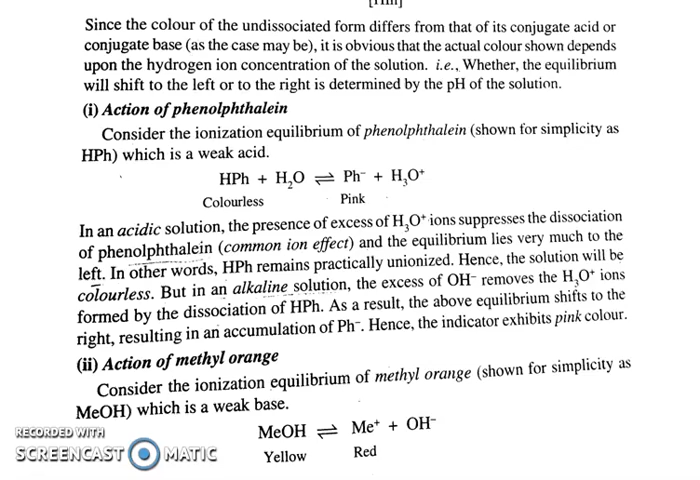 Since the colour of the undissociated form differs from that of its conjugate acid or
conjugate base (as the case may be), it is obvious that the actual colour shown depends
upon the hydrogen ion concentration of the solution. i.e., Whether, the equilibrium
will shift to the left or to the right is determined by the pH of the solution.
(i) Action of phenolphthalein
Consider the ionization equilibrium of phenolphthalein (shown for simplicity as
HPh) which is a weak acid.
HPh + H₂O ⇌ Ph⁻ + H₃O⁺
Colourless Pink
In an acidic solution, the presence of excess of H₃O⁺ ions suppresses the dissociation
of phenolphthalein (common ion effect) and the equilibrium lies very much to the
left. In other words, HPh remains practically unionized. Hence, the solution will be
colourless. But in an alkaline solution, the excess of OH⁻ removes the H₃O⁺ ions
formed by the dissociation of HPh. As a result, the above equilibrium shifts to the
right, resulting in an accumulation of Ph⁻. Hence, the indicator exhibits pink colour.
(ii) Action of methyl orange
Consider the ionization equilibrium of methyl orange (shown for simplicity as
MeOH) which is a weak base.
MeOH ⇌ Me⁺ + OH⁻
Yellow Red
RECORDED WITH
SCREENCAST MATIC